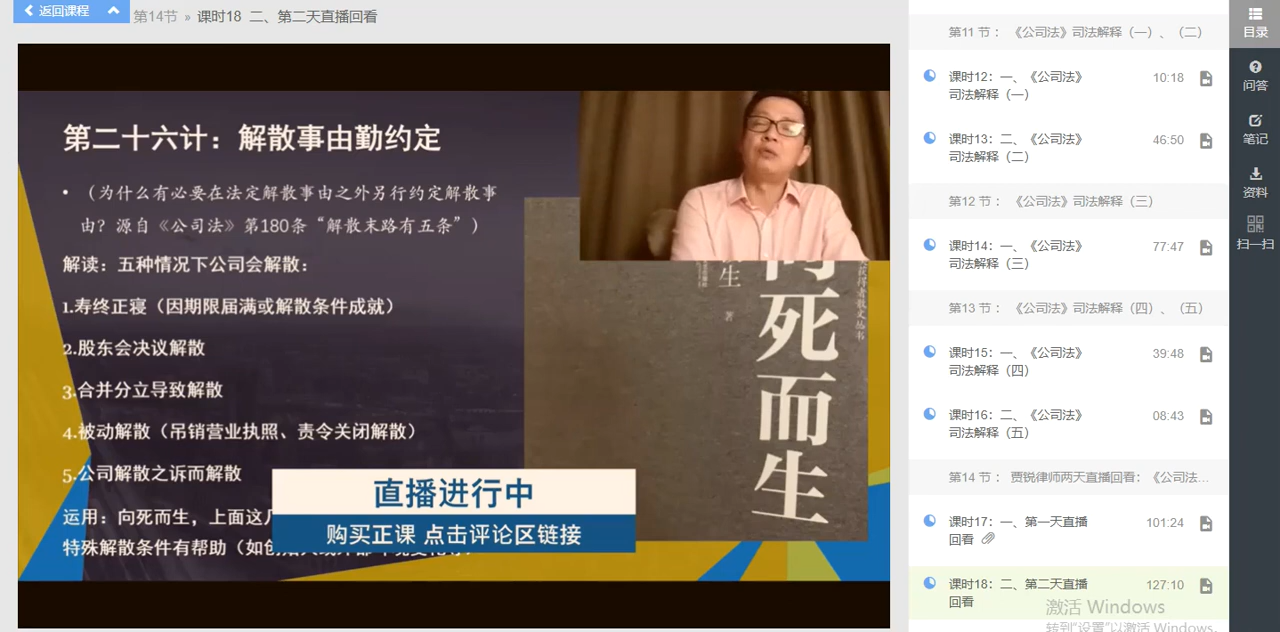 返回课程
第14节 » 课时18 二、第二天直播回看
第二十六计：解散事由勤约定
• （为什么有必要在法定解散事由之外另行约定解散事
由？源自《公司法》第180条“解散末路有五条”）
解读：五种情况下公司会解散：
1.寿终正寝（因期限届满或解散条件成就）
2.股东会决议解散
3.合并分立导致解散
4.被动解散（吊销营业执照、责令关闭解散）
5.公司解散之诉而解散
运用：向死而生，上面这
特殊解散条件有帮助（如
向死而生
著
直播进行中
购买正课 点击评论区链接
第11 节： 《公司法》司法解释（一）、（二）
课时12：一、《公司法》 10:18
司法解释（一）
课时13：二、《公司法》 46:50
司法解释（二）
第12 节： 《公司法》司法解释（三）
课时14：一、《公司法》 77:47
司法解释（三）
第13 节： 《公司法》司法解释（四）、（五）
课时15：一、《公司法》 39:48
司法解释（四）
课时16：二、《公司法》 08:43
司法解释（五）
第14 节： 贾锐律师两天直播回看：《公司法...
课时17：一、第一天直播 101:24
回看
课时18：二、第二天直播 127:10
回看
目录
问答
笔记
资料
扫一扫
激活 Windows
转到"设置"以激活 Windows。